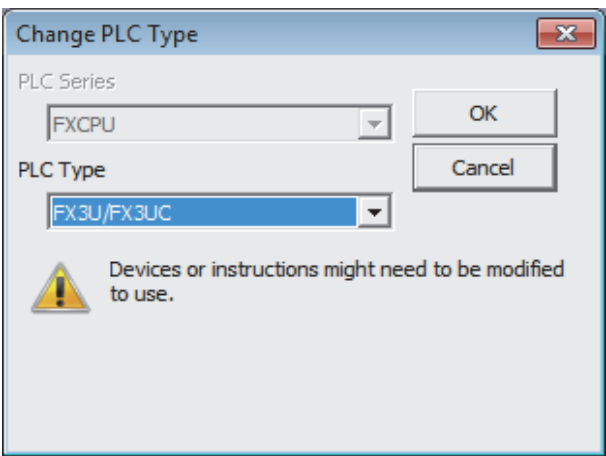 Change PLC Type
PLC Series
FXCPU
OK
PLC Type
Cancel
FX3U/FX3UC
Devices or instructions might need to be modified
to use.